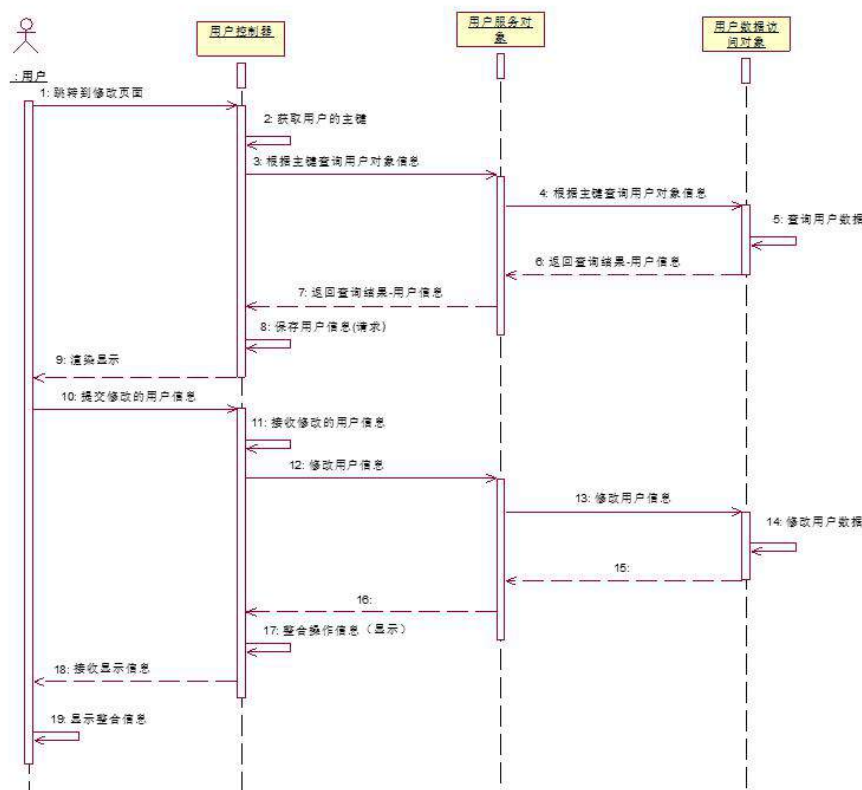 用户控制器
用户服务对
象
用户数据访
问对象
: 用户
1: 跳转到修改页面
2: 获取用户的主键
3: 根据主键查询用户对象信息
4: 根据主键查询用户对象信息
5: 查询用户数据
6: 返回查询结果-用户信息
7: 返回查询结果-用户信息
8: 保存用户信息(请求)
9: 渲染显示
10: 提交修改的用户信息
11: 接收修改的用户信息
12: 修改用户信息
13: 修改用户信息
14: 修改用户数据
15:
16:
17: 整合操作信息（显示）
18: 接收显示信息
19: 显示整合信息